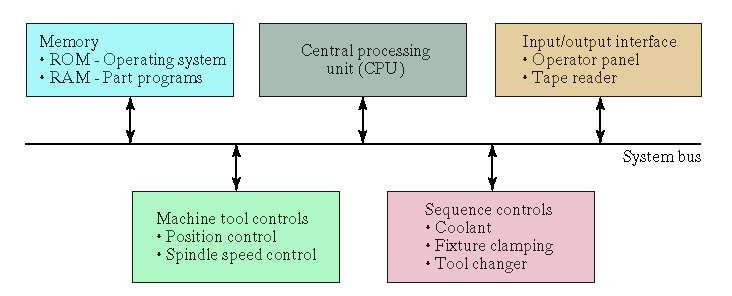 Memory
• ROM - Operating system
• RAM - Part programs
Central processing
unit (CPU)
Input/output interface
• Operator panel
• Tape reader
System bus
Machine tool controls
• Position control
• Spindle speed control
Sequence controls
• Coolant
• Fixture clamping
• Tool changer